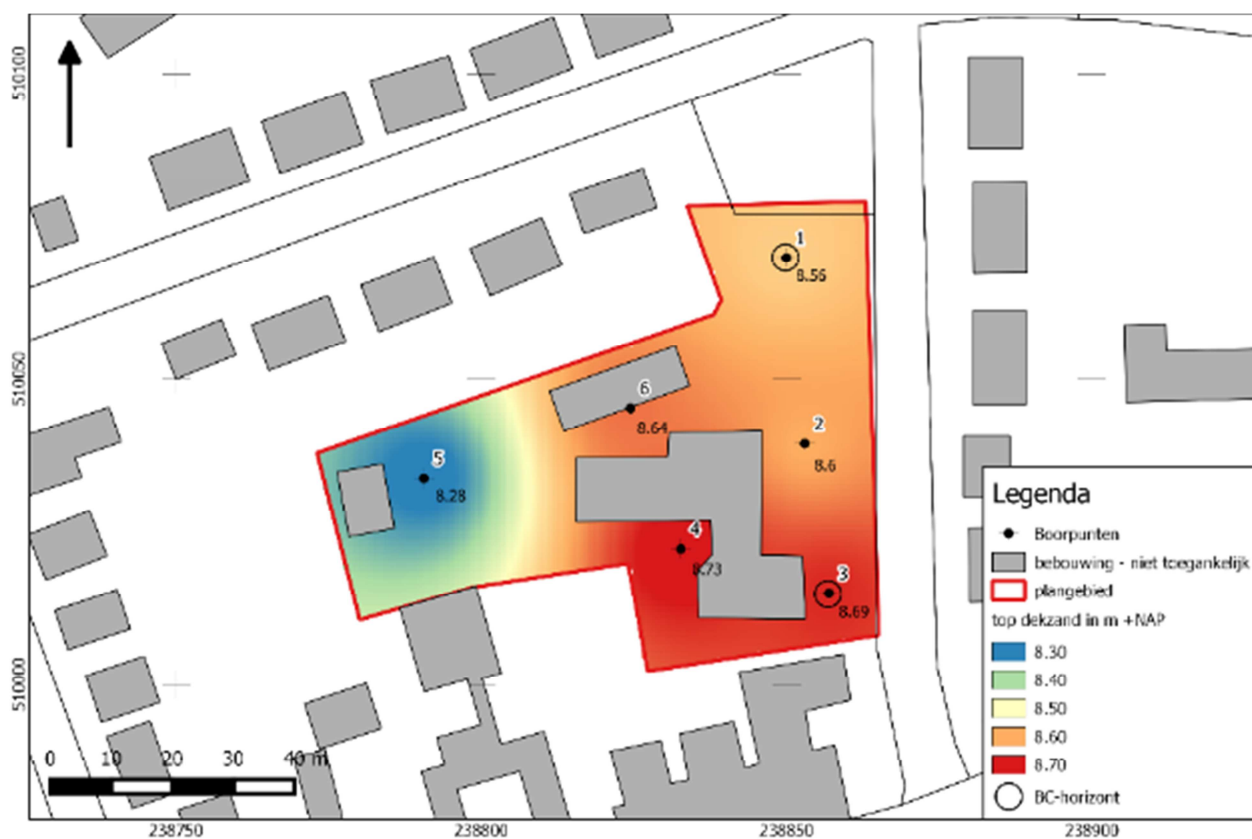 510100
510050
510000
1
8.56
6
8.64
2
8.6
5
8.28
4
8.73
3
8.69
Legenda
Boorpunten
bebouwing - niet toegankelijk
plangebied
top dekzand in m +NAP
8.30
8.40
8.50
8.60
8.70
BC-horizont
0 10 20 30 40 m
238750 238800 238850 238900